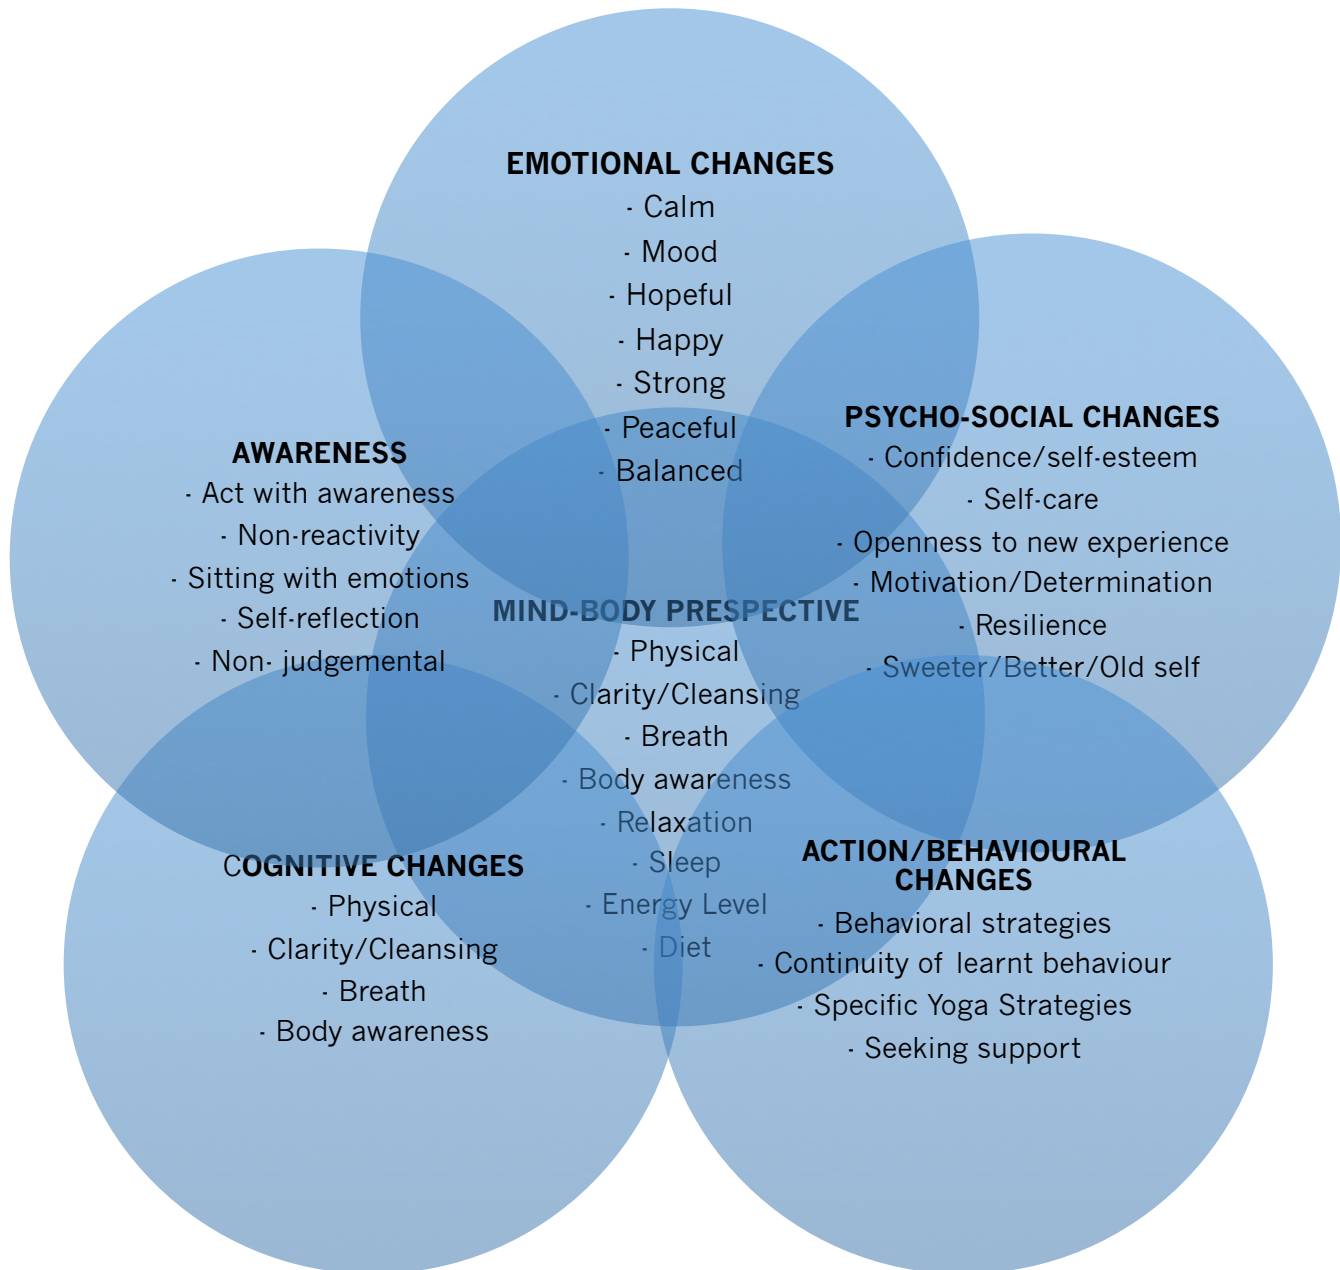 EMOTIONAL CHANGES
- Calm
- Mood
- Hopeful
- Happy
- Strong
- Peaceful
- Balanced
PSYCHO-SOCIAL CHANGES
- Confidence/self-esteem
- Self-care
- Openness to new experience
- Motivation/Determination
- Resilience
- Sweeter/Better/Old self
AWARENESS
- Act with awareness
- Non-reactivity
- Sitting with emotions
- Self-reflection
- Non- judgemental
MIND-BODY PRESPECTIVE
- Physical
- Clarity/Cleansing
- Breath
- Body awareness
- Relaxation
- Sleep
- Energy Level
- Diet
COGNITIVE CHANGES
- Physical
- Clarity/Cleansing
- Breath
- Body awareness
ACTION/BEHAVIOURAL
CHANGES
- Behavioral strategies
- Continuity of learnt behaviour
- Specific Yoga Strategies
- Seeking support